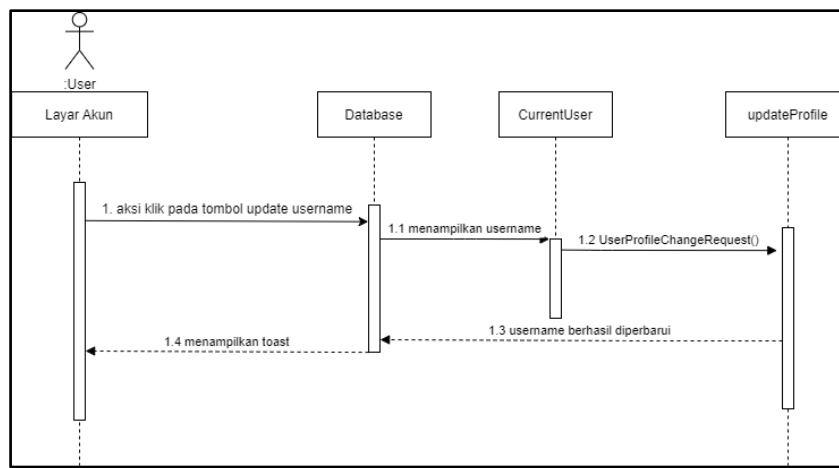 :User
Layar Akun
Database
CurrentUser
updateProfile
1. aksi klik pada tombol update username
1.1 menampilkan username
1.2 UserProfileChangeRequest()
1.3 username berhasil diperbarui
1.4 menampilkan toast